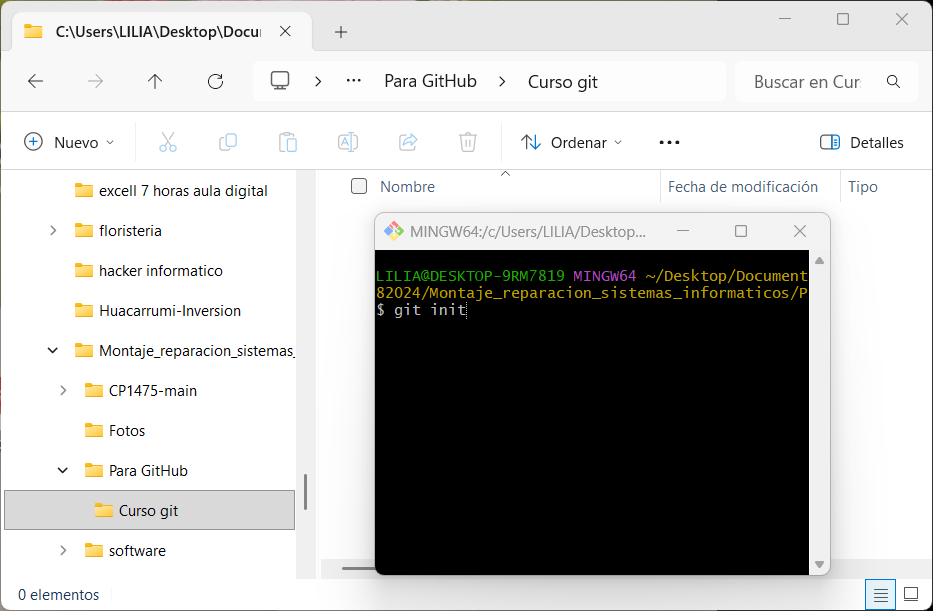 C:\Users\LILIA\Desktop\Docu
Para GitHub
Curso git
Buscar en Cur
Nuevo
Ordenar
Detalles
excell 7 horas aula digital
floristeria
hacker informatico
Huacarrumi-Inversion
Montaje_reparacion_sistemas_
CP1475-main
Fotos
Para GitHub
Curso git
software
Nombre
Fecha de modificación
Tipo
MINGW64:/c/Users/LILIA/Desktop...
LILIA@DESKTOP-9RM7819 MINGW64 ~/Desktop/Document
82024/Montaje_reparacion_sistemas_informaticos/P
$ git init
0 elementos